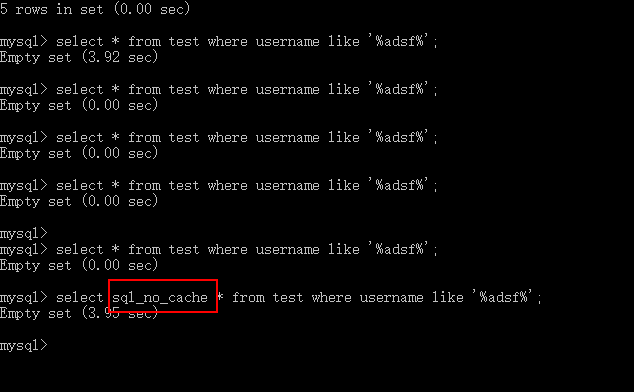 5 rows in set (0.00 sec)
mysql> select * from test where username like '%adsf%';
Empty set (3.92 sec)
mysql> select * from test where username like '%adsf%';
Empty set (0.00 sec)
mysql> select * from test where username like '%adsf%';
Empty set (0.00 sec)
mysql> select * from test where username like '%adsf%';
Empty set (0.00 sec)
mysql>
mysql> select * from test where username like '%adsf%';
Empty set (0.00 sec)
mysql> select sql_no_cache * from test where username like '%adsf%';
Empty set (3.95 sec)
mysql>